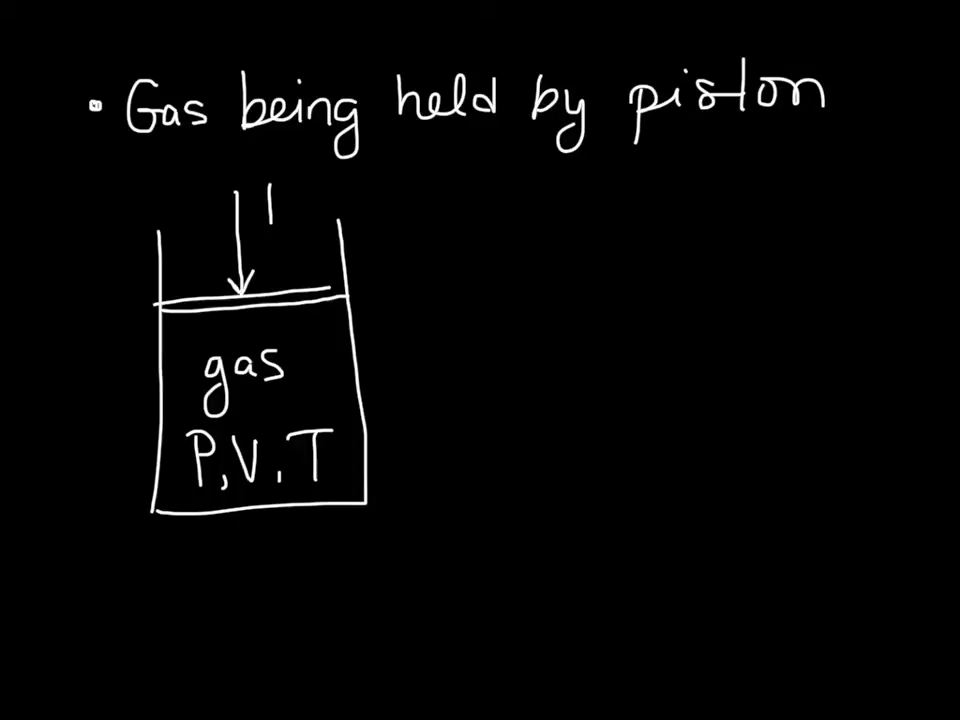 • Gas being held by piston
gas
P, V, T